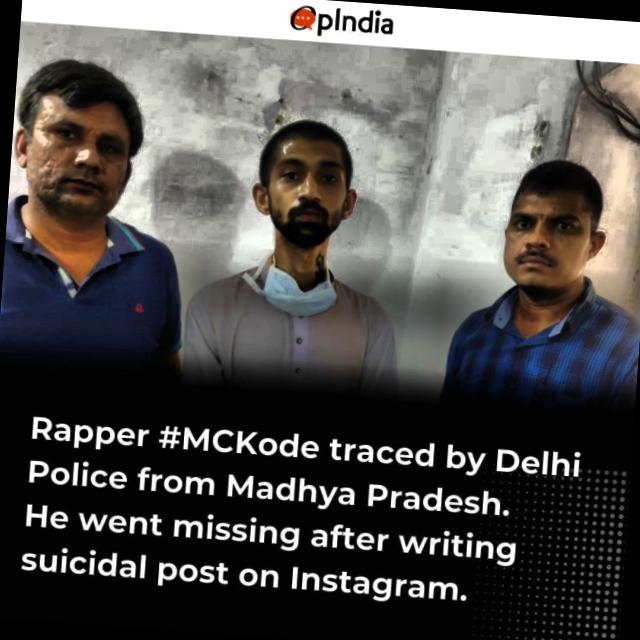 OpIndia
Rapper #MCKode traced by Delhi
Police from Madhya Pradesh.
He went missing after writing
suicidal post on Instagram.